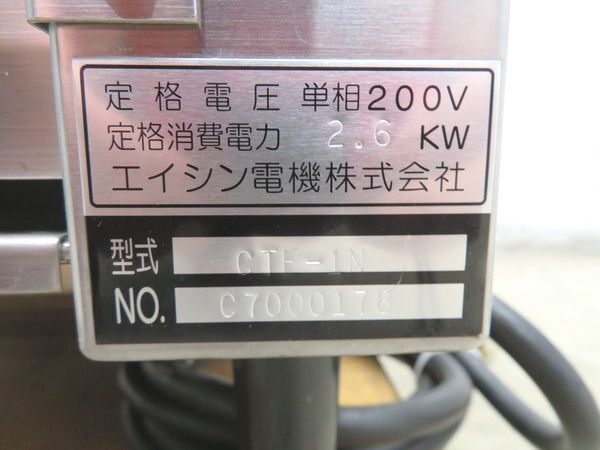 定格電圧 単相200V
定格消費電力 2.6 KW
エイシン電機株式会社
型式 CTF-1N
NO. C7000178